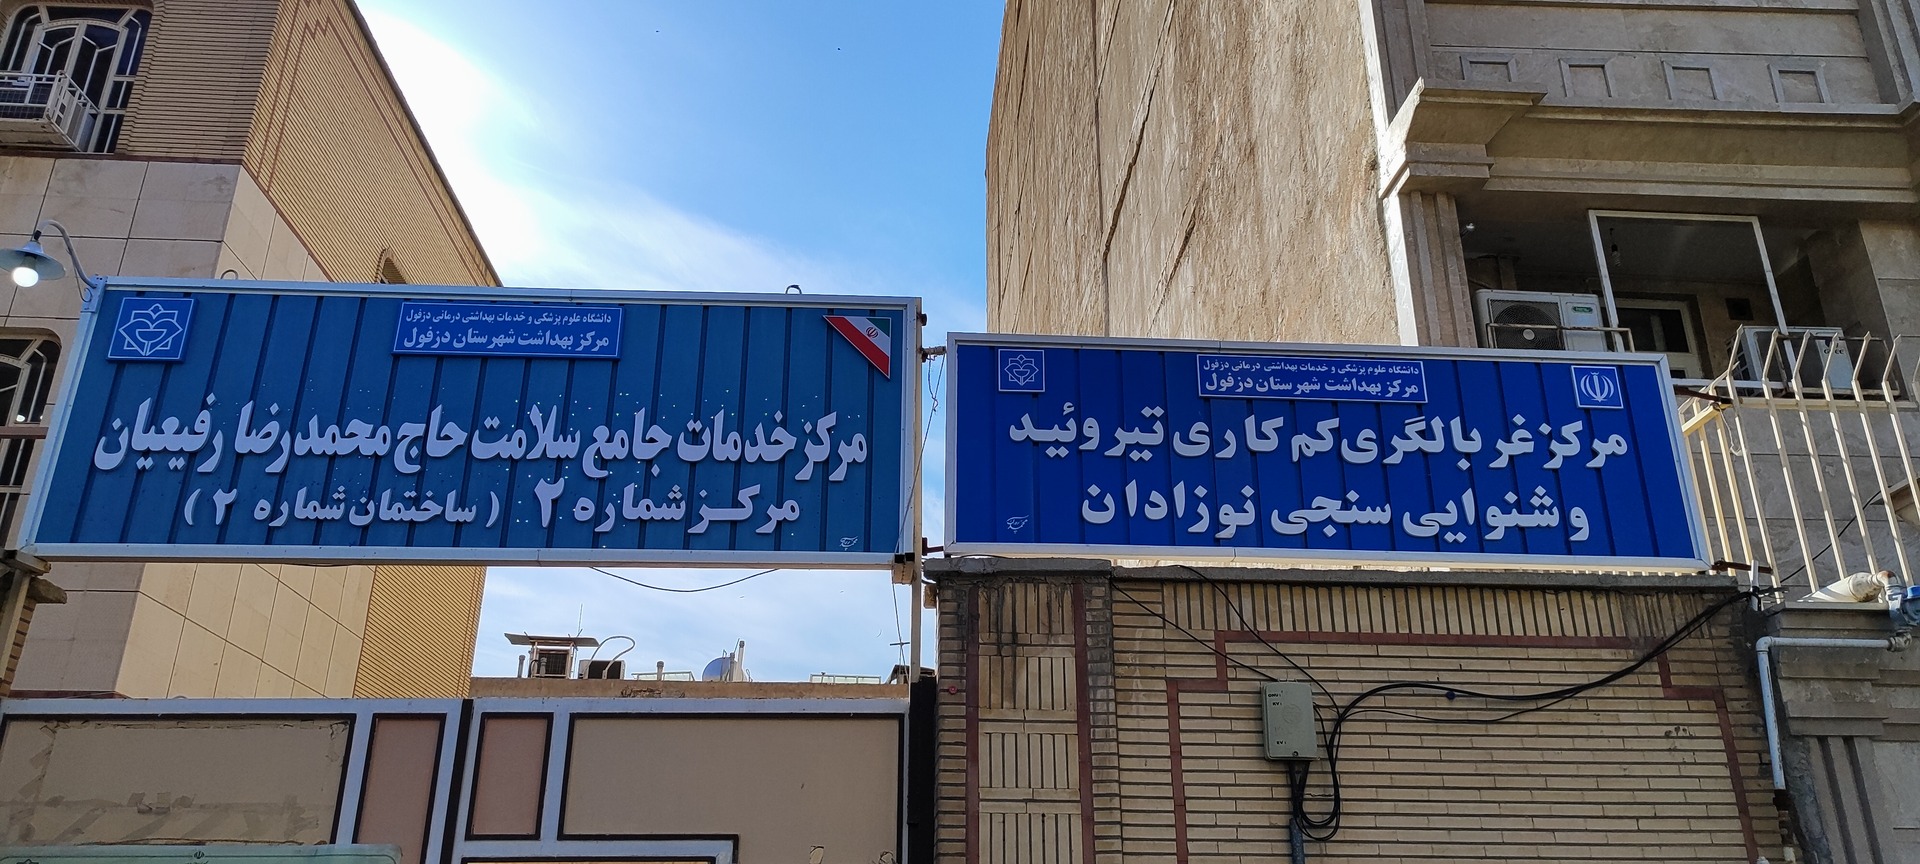 دانشگاه علوم پزشکی و خدمات بهداشتی درمانی دزفول
مرکز بهداشت شهرستان دزفول
مرکز غربالگری کم کاری تیروئید
و شنوایی سنجی نوزادان
دانشگاه علوم پزشکی و خدمات بهداشتی درمانی دزفول
مرکز بهداشت شهرستان دزفول
مرکز خدمات جامع سلامت حاج محمدرضا رفیعیان
مرکز شماره ۲ (ساختمان شماره ۲)